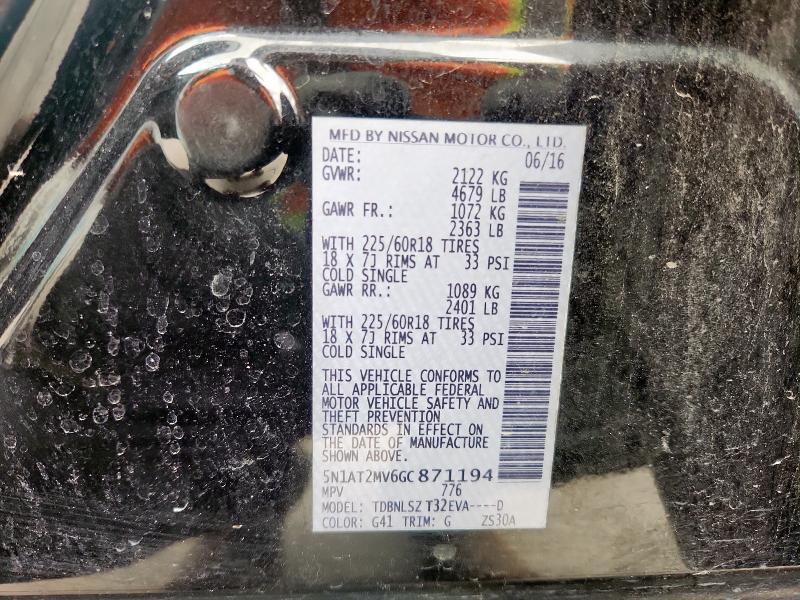 MFD BY NISSAN MOTOR CO., LTD.
DATE: 06/16
GVWR: 2122 KG
4679 LB
GAWR FR.: 1072 KG
2363 LB
WITH 225/60R18 TIRES
18 X 7J RIMS AT 33 PSI
COLD SINGLE
GAWR RR.: 1089 KG
2401 LB
WITH 225/60R18 TIRES
18 X 7J RIMS AT 33 PSI
COLD SINGLE
THIS VEHICLE CONFORMS TO
ALL APPLICABLE FEDERAL
MOTOR VEHICLE SAFETY AND
THEFT PREVENTION
STANDARDS IN EFFECT ON
THE DATE OF MANUFACTURE
SHOWN ABOVE.
5N1AT2MV6GC871194
MPV 776
MODEL: TDBNLSZ T32EVA----D
COLOR: G41 TRIM: G ZS30A